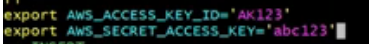 export AWS_ACCESS_KEY_ID='AK123'
export AWS_SECRET_ACCESS_KEY='abc123'